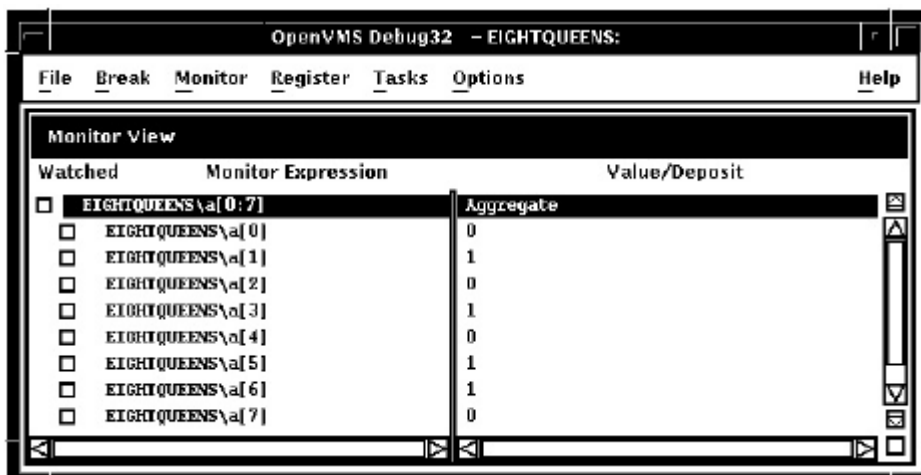 OpenVMS Debug32 - EIGHTQUEENS:
File Break Monitor Register Tasks Options Help
Monitor View
Watched Monitor Expression Value/Deposit
EIGHTQUEENS\a[0:7] Aggregate
EIGHTQUEENS\a[0] 0
EIGHTQUEENS\a[1] 1
EIGHTQUEENS\a[2] 0
EIGHTQUEENS\a[3] 1
EIGHTQUEENS\a[4] 0
EIGHTQUEENS\a[5] 1
EIGHTQUEENS\a[6] 1
EIGHTQUEENS\a[7] 0